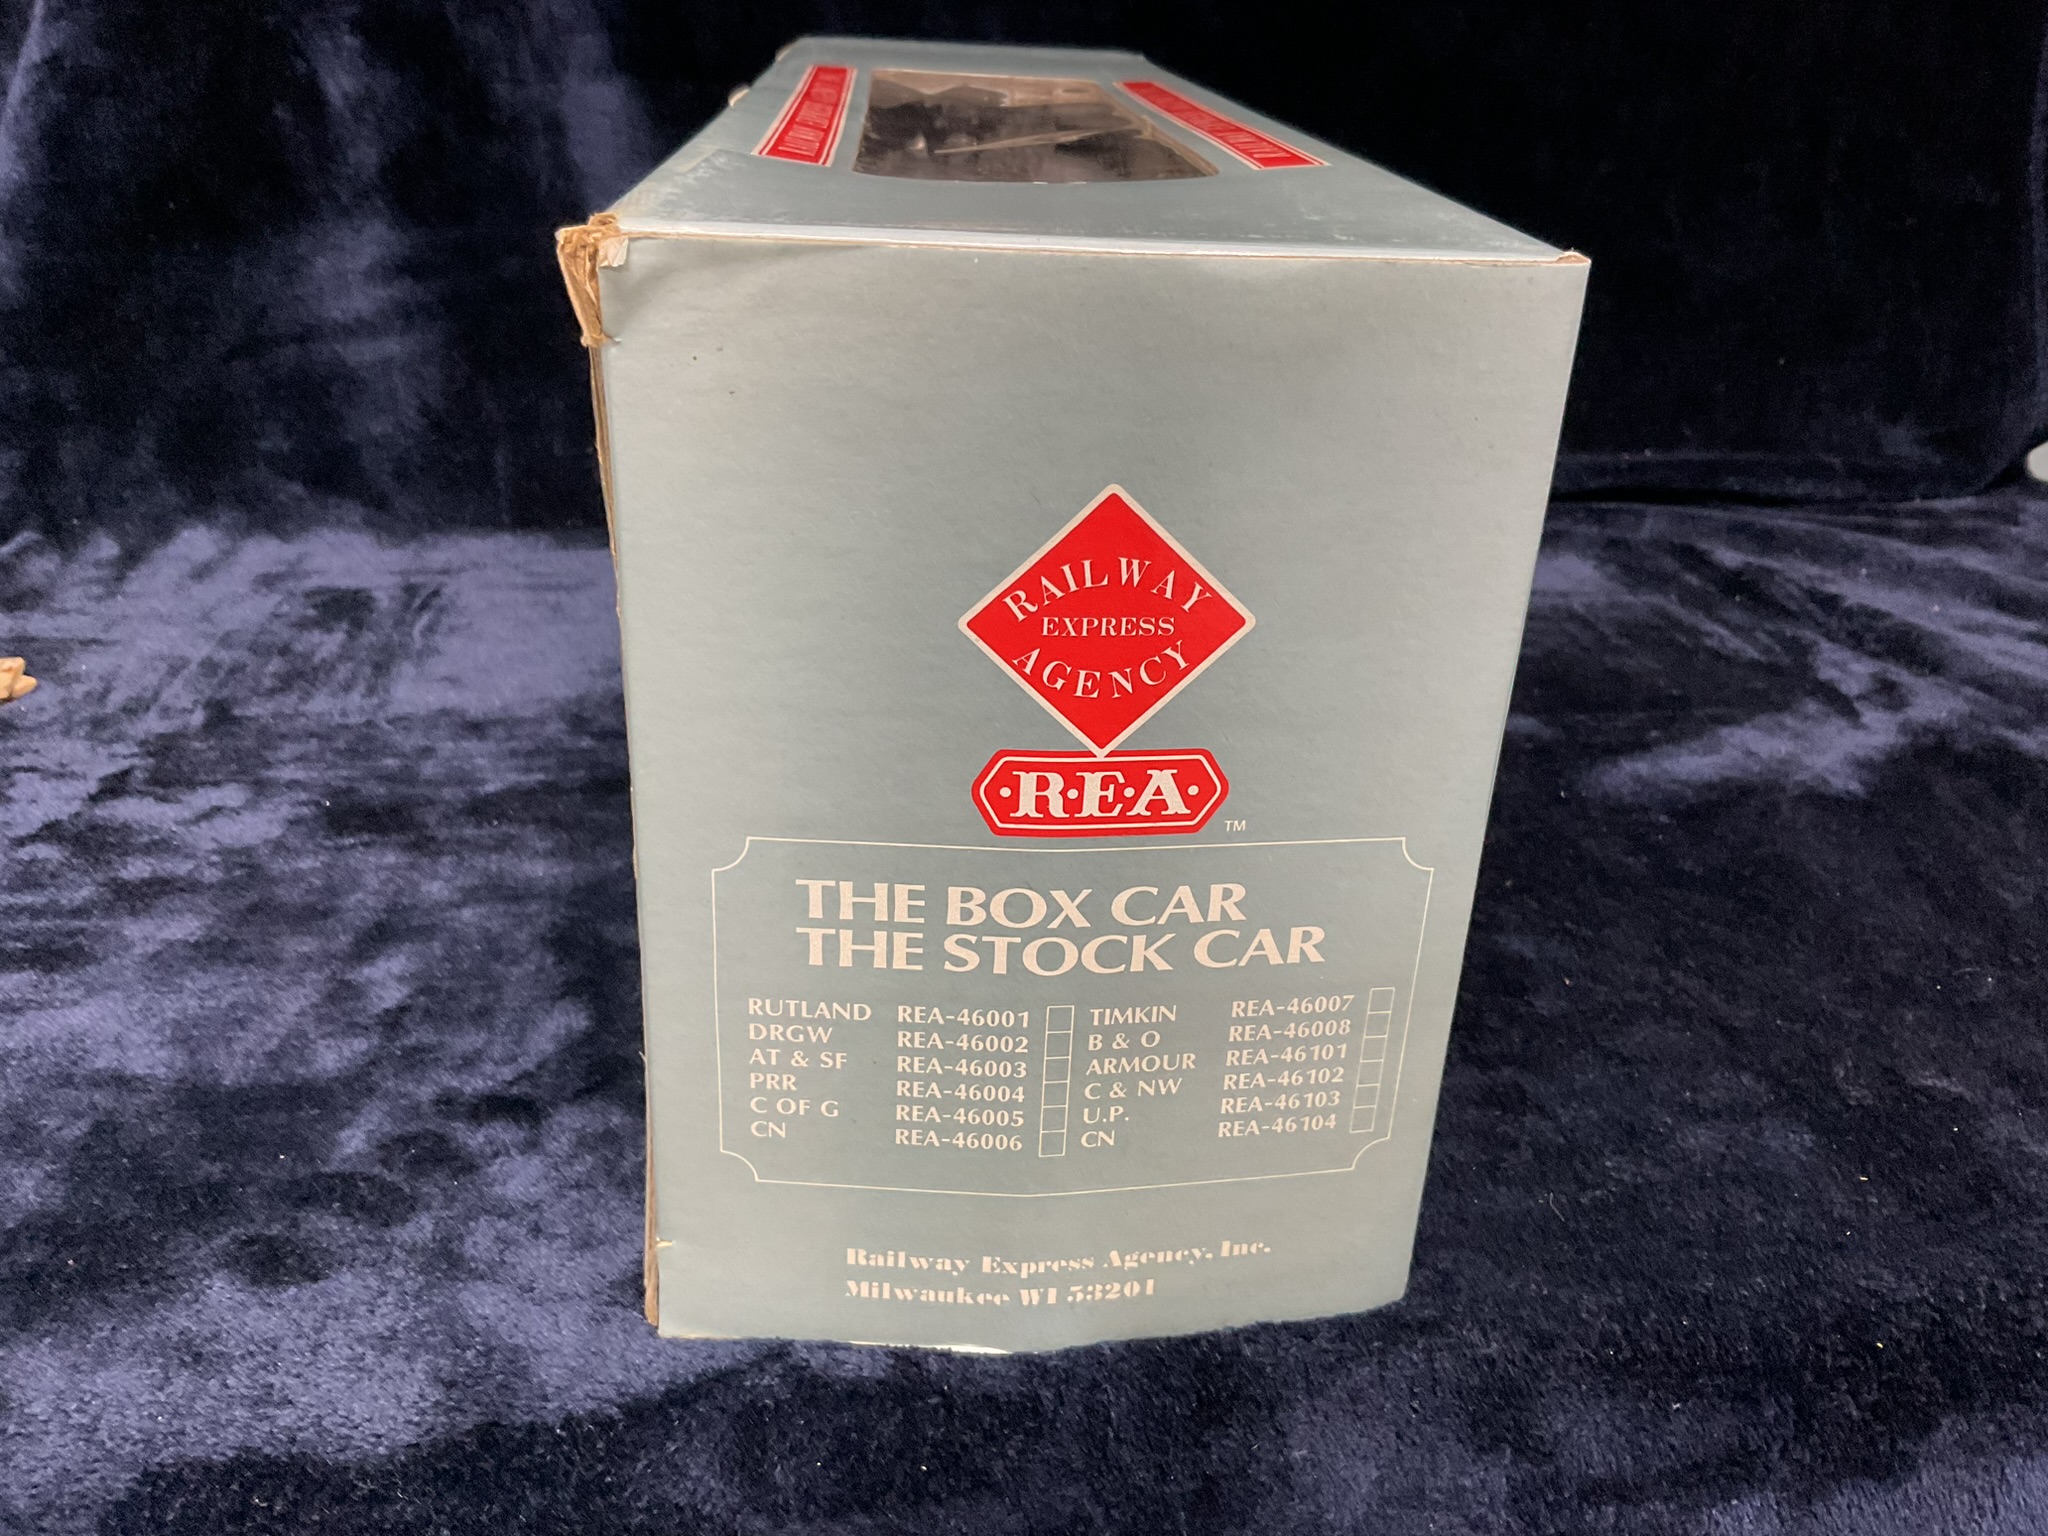 RAILWAY
EXPRESS
AGENCY
·R·E·A·
TM
THE BOX CAR
THE STOCK CAR
RUTLAND REA-46001 TIMKIN REA-46007
DRGW REA-46002 B & O REA-46008
AT & SF REA-46003 ARMOUR REA-46101
PRR REA-46004 C & NW REA-46102
C OF G REA-46005 U.P. REA-46103
CN REA-46006 CN REA-46104
Railway Express Agency, Inc.
Milwaukee WI 53201